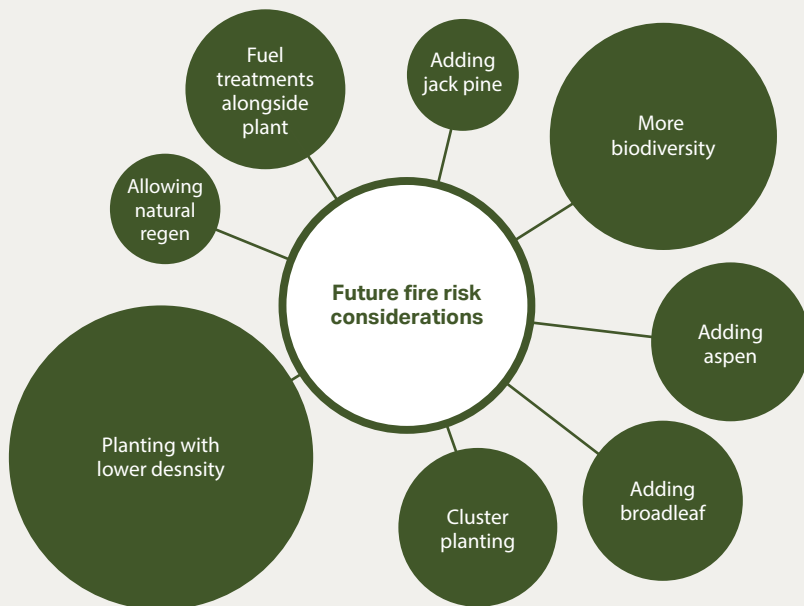 Fuel
treatments
alongside
plant
Adding
jack pine
More
biodiversity
Allowing
natural
regen
Future fire risk
considerations
Adding
aspen
Planting with
lower desnsity
Cluster
planting
Adding
broadleaf